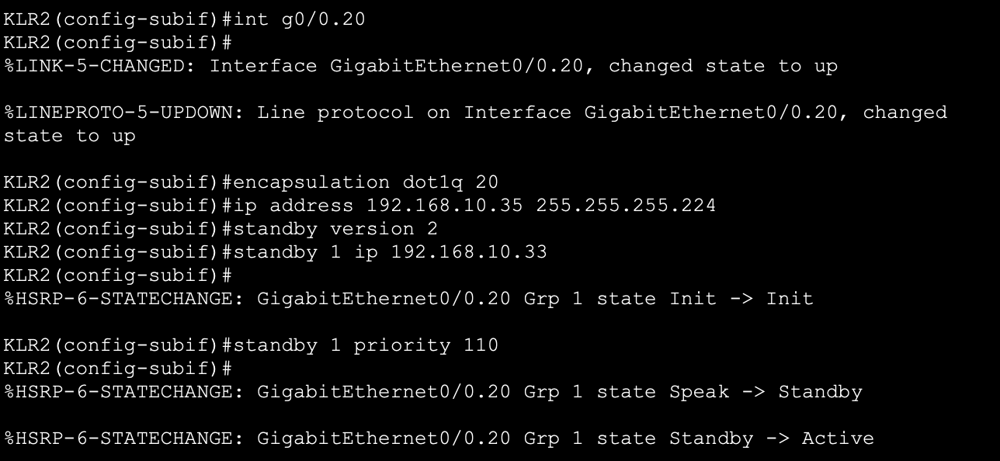 KLR2(config-subif)#int g0/0.20
KLR2(config-subif)#
%LINK-5-CHANGED: Interface GigabitEthernet0/0.20, changed state to up
%LINEPROTO-5-UPDOWN: Line protocol on Interface GigabitEthernet0/0.20, changed
state to up
KLR2(config-subif)#encapsulation dot1q 20
KLR2(config-subif)#ip address 192.168.10.35 255.255.255.224
KLR2(config-subif)#standby version 2
KLR2(config-subif)#standby 1 ip 192.168.10.33
KLR2(config-subif)#
%HSRP-6-STATECHANGE: GigabitEthernet0/0.20 Grp 1 state Init -> Init
KLR2(config-subif)#standby 1 priority 110
KLR2(config-subif)#
%HSRP-6-STATECHANGE: GigabitEthernet0/0.20 Grp 1 state Speak -> Standby
%HSRP-6-STATECHANGE: GigabitEthernet0/0.20 Grp 1 state Standby -> Active